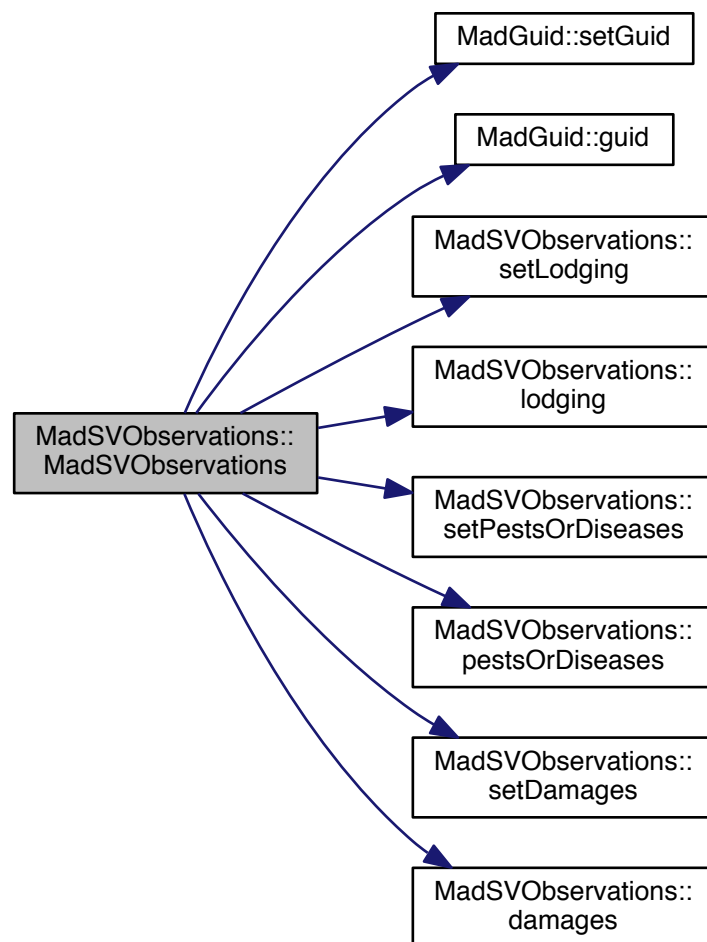 MadGuid::setGuid
MadGuid::guid
MadSVObservations::
setLodging
MadSVObservations::
lodging
MadSVObservations::
MadSVObservations
MadSVObservations::
setPestsOrDiseases
MadSVObservations::
pestsOrDiseases
MadSVObservations::
setDamages
MadSVObservations::
damages